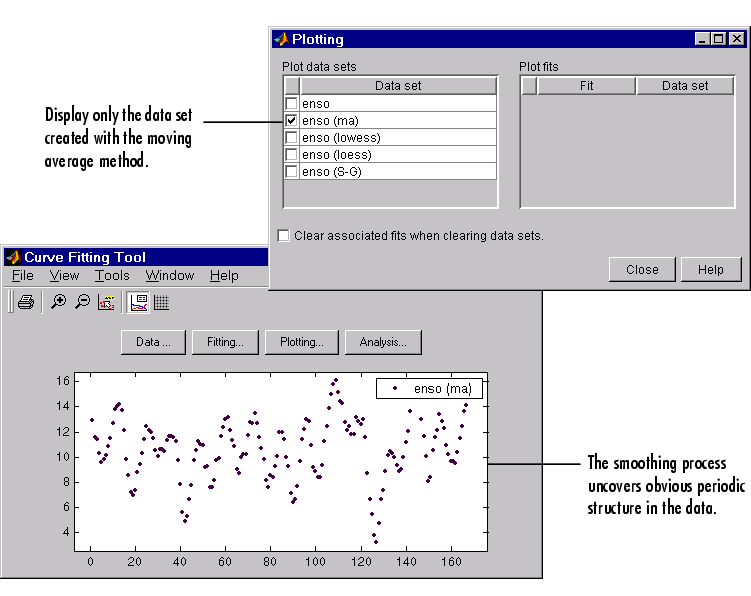 Plotting
Plot data sets
Plot fits
Data set
Fit
Data set
enso
enso (ma)
enso (lowess)
enso (loess)
enso (S-G)
Display only the data set
created with the moving
average method.
Clear associated fits when clearing data sets.
Close
Help
Curve Fitting Tool
File View Tools Window Help
Data ...
Fitting...
Plotting...
Analysis...
enso (ma)
16
14
12
10
8
6
4
0 20 40 60 80 100 120 140 160
The smoothing process
uncovers obvious periodic
structure in the data.